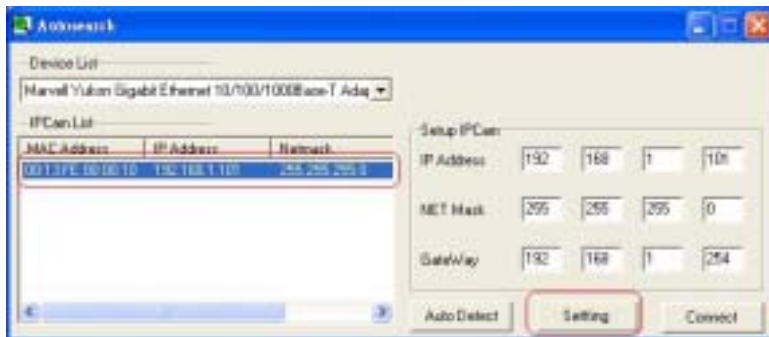 Autosearch
Device List
Marvell Yukon Gigabit Ethernet 10/100/1000Base-T Adap
IPCam List
MAC Address IP Address Netmask
192.168.1.101 255.255.255.0
Setup IPCam
IP Address 192 168 1 101
NET Mask 255 255 255 0
GateWay 192 168 1 254
Auto Detect Setting Connect